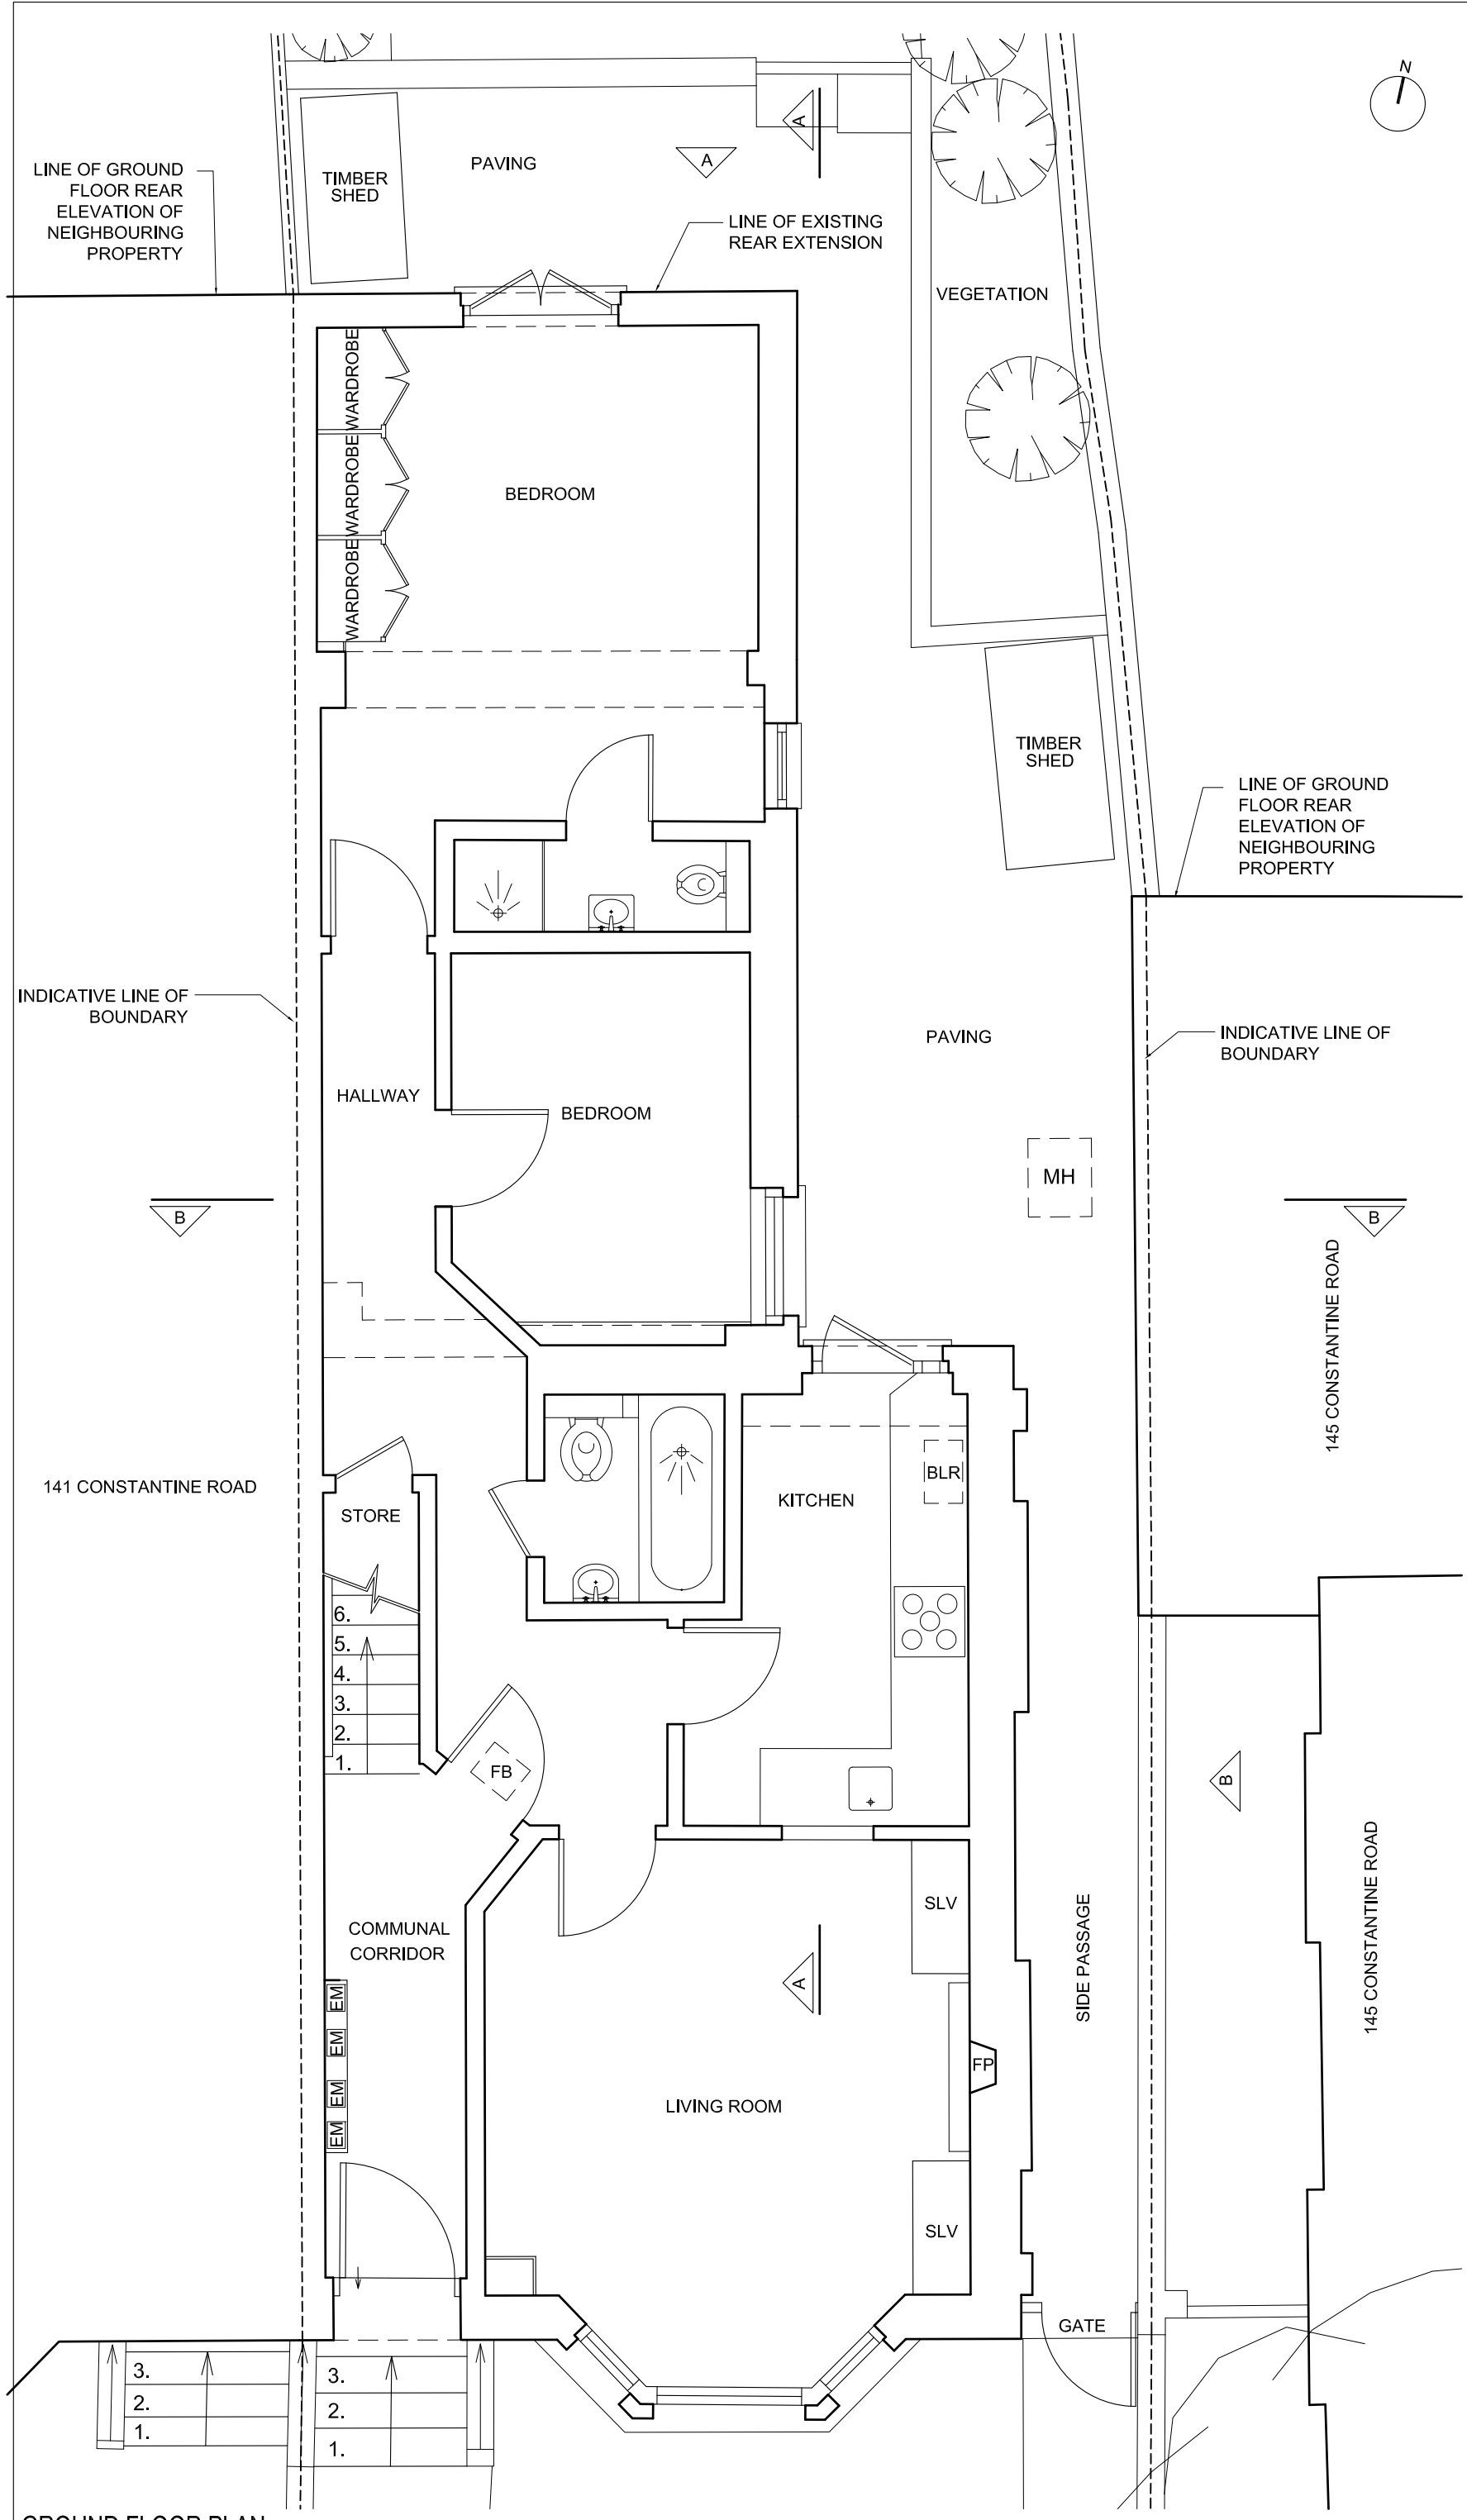 N
A
A
PAVING
LINE OF GROUND
FLOOR REAR
ELEVATION OF
NEIGHBOURING
PROPERTY
TIMBER
SHED
LINE OF EXISTING
REAR EXTENSION
VEGETATION
WARDROBE
WARDROBE
WARDROBE
BEDROOM
TIMBER
SHED
LINE OF GROUND
FLOOR REAR
ELEVATION OF
NEIGHBOURING
PROPERTY
INDICATIVE LINE OF
BOUNDARY
PAVING
INDICATIVE LINE OF
BOUNDARY
HALLWAY
BEDROOM
MH
B
B
145 CONSTANTINE ROAD
141 CONSTANTINE ROAD
STORE
KITCHEN
BLR
6.
5.
4.
3.
2.
1.
FB
B
COMMUNAL
CORRIDOR
SLV
A
SIDE PASSAGE
145 CONSTANTINE ROAD
EM
EM
EM
EM
FP
LIVING ROOM
SLV
GATE
3.
2.
1.
3.
2.
1.
GROUND FLOOR PLAN